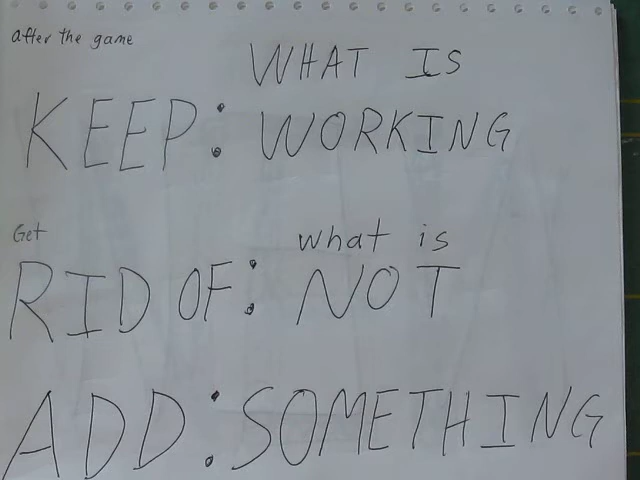 after the game
WHAT IS
KEEP: WORKING
Get what is
RID OF: NOT
ADD: SOMETHING